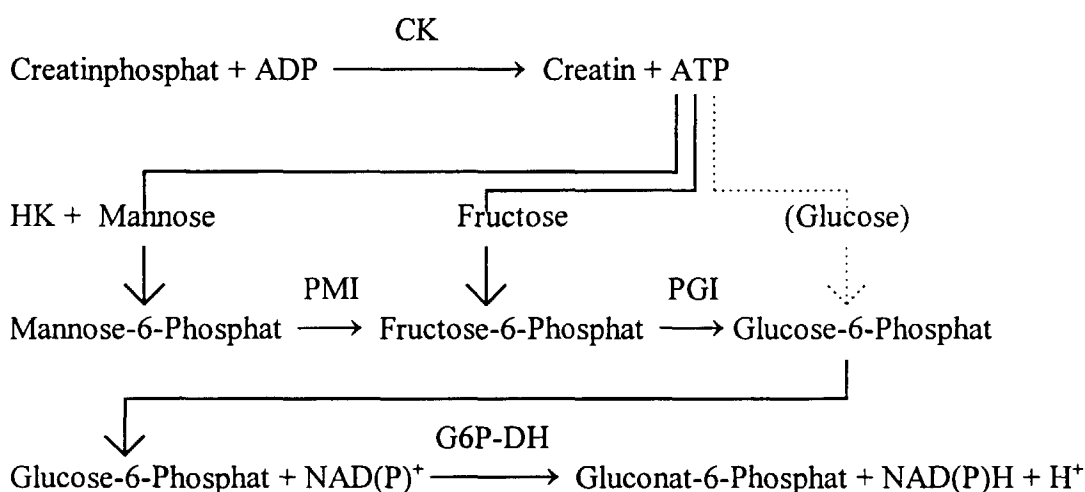 CK
Creatinphosphat + ADP ⟶ Creatin + ATP
HK + Mannose Fructose (Glucose)
PMI PGI
Mannose-6-Phosphat ⟶ Fructose-6-Phosphat ⟶ Glucose-6-Phosphat
G6P-DH
Glucose-6-Phosphat + NAD(P)⁺ ⟶ Gluconat-6-Phosphat + NAD(P)H + H⁺